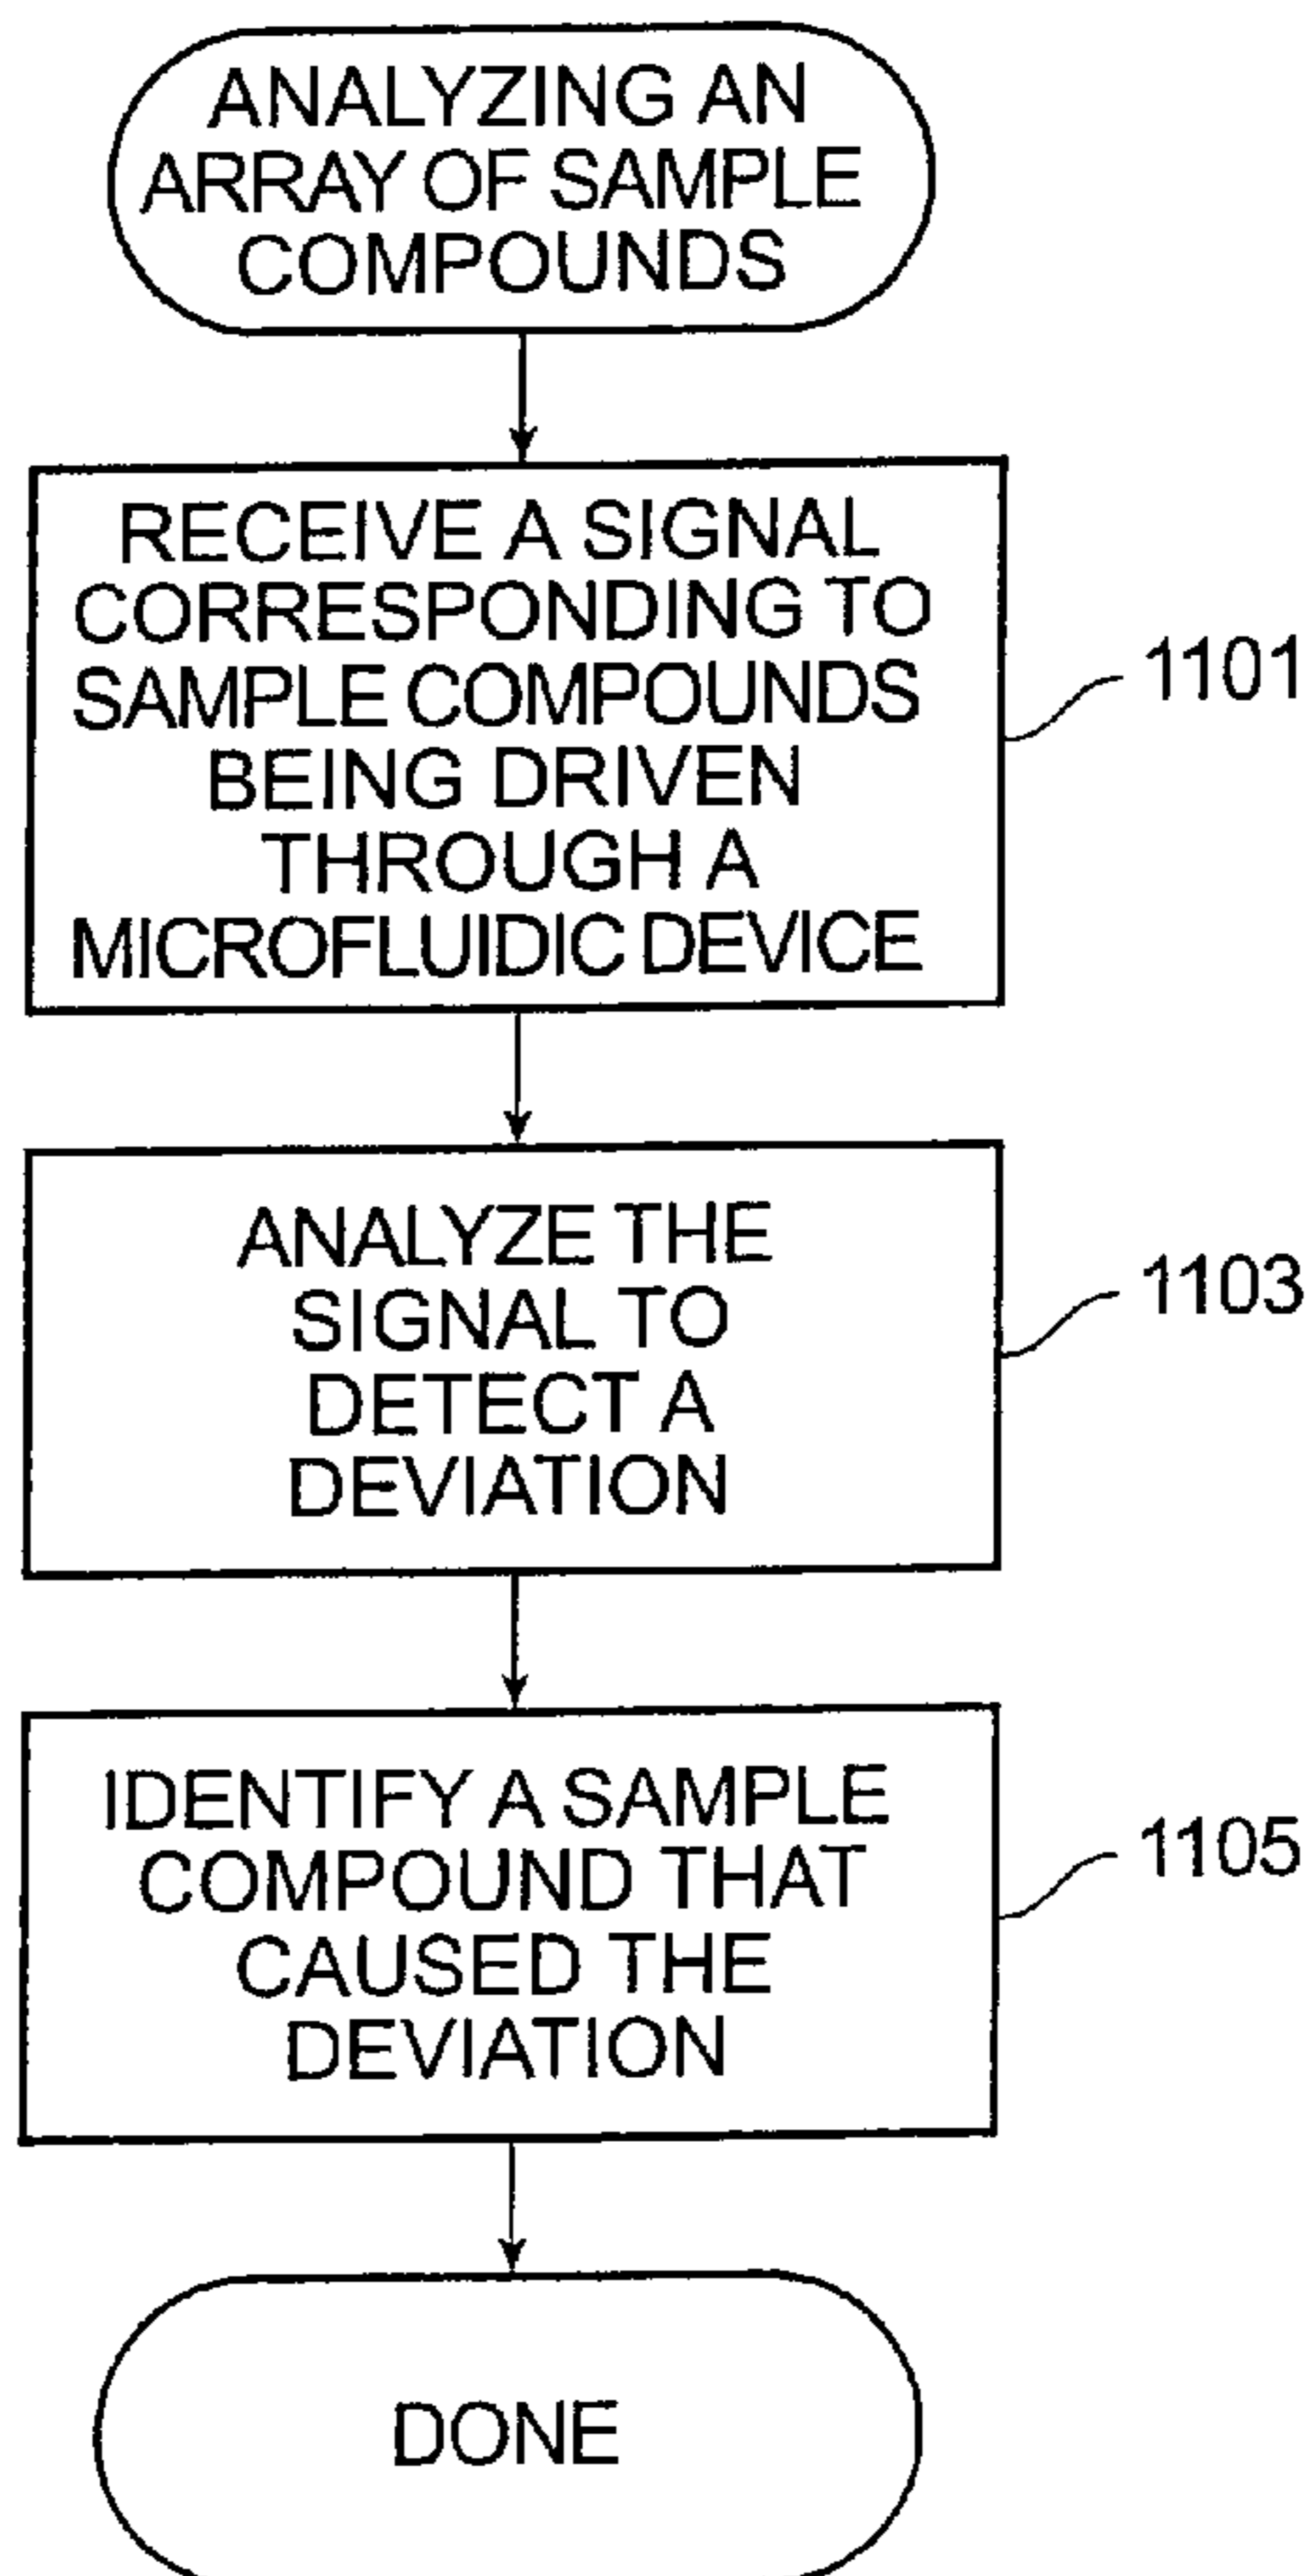 ANALYZING AN
ARRAY OF SAMPLE
COMPOUNDS
RECEIVE A SIGNAL
CORRESPONDING TO
SAMPLE COMPOUNDS
BEING DRIVEN
THROUGH A
MICROFLUIDIC DEVICE
1101
ANALYZE THE
SIGNAL TO
DETECT A
DEVIATION
1103
IDENTIFY A SAMPLE
COMPOUND THAT
CAUSED THE
DEVIATION
1105
DONE